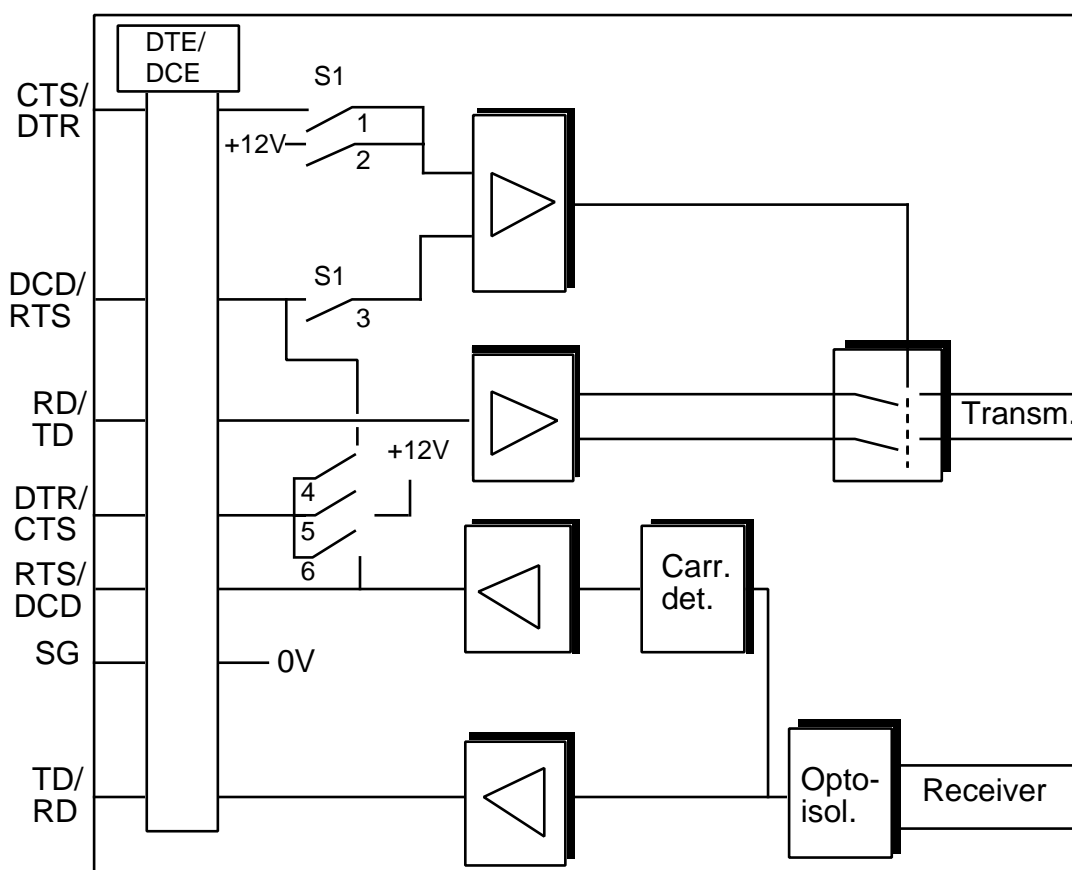 DTE/
DCE
S1
CTS/
DTR
1
+12V
2
DCD/
RTS
S1
3
RD/
TD
Transm.
+12V
DTR/
CTS
4
5
6
RTS/
DCD
Carr.
det.
SG
0V
TD/
RD
Opto-
isol.
Receiver